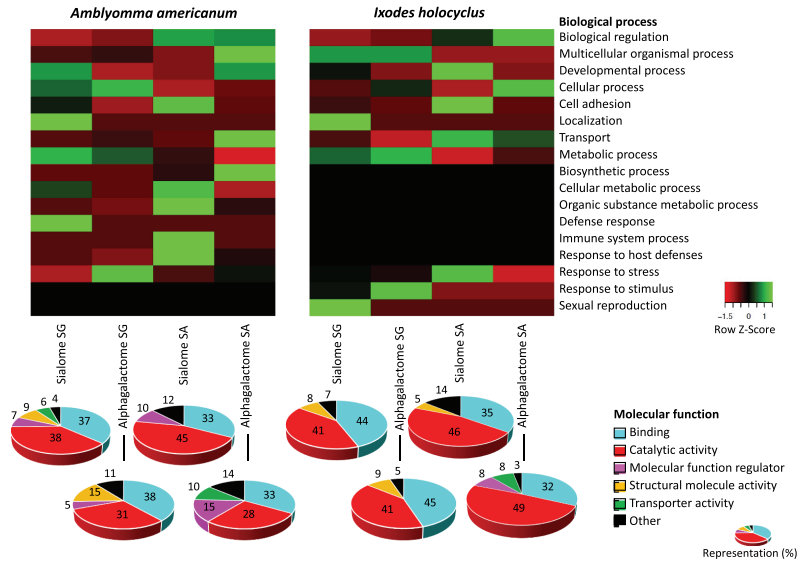 Amblyomma americanum
Ixodes holocyclus
Biological process
Biological regulation
Multicellular organismal process
Developmental process
Cellular process
Cell adhesion
Localization
Transport
Metabolic process
Biosynthetic process
Cellular metabolic process
Organic substance metabolic process
Defense response
Immune system process
Response to host defenses
Response to stress
Response to stimulus
Sexual reproduction
−1.5 0 1
Row Z-Score
Sialome SG
Alphagalactome SG
Sialome SA
Alphagalactome SA
Sialome SG
Alphagalactome SG
Sialome SA
Alphagalactome SA
7 9 6 4 37 38
10 12 33 45
8 7 44 41
5 14 35 46
5 15 11 38 31
10 14 33 15 28
9 5 45 41
8 8 3 32 49
Molecular function
Binding
Catalytic activity
Molecular function regulator
Structural molecule activity
Transporter activity
Other
Representation (%)